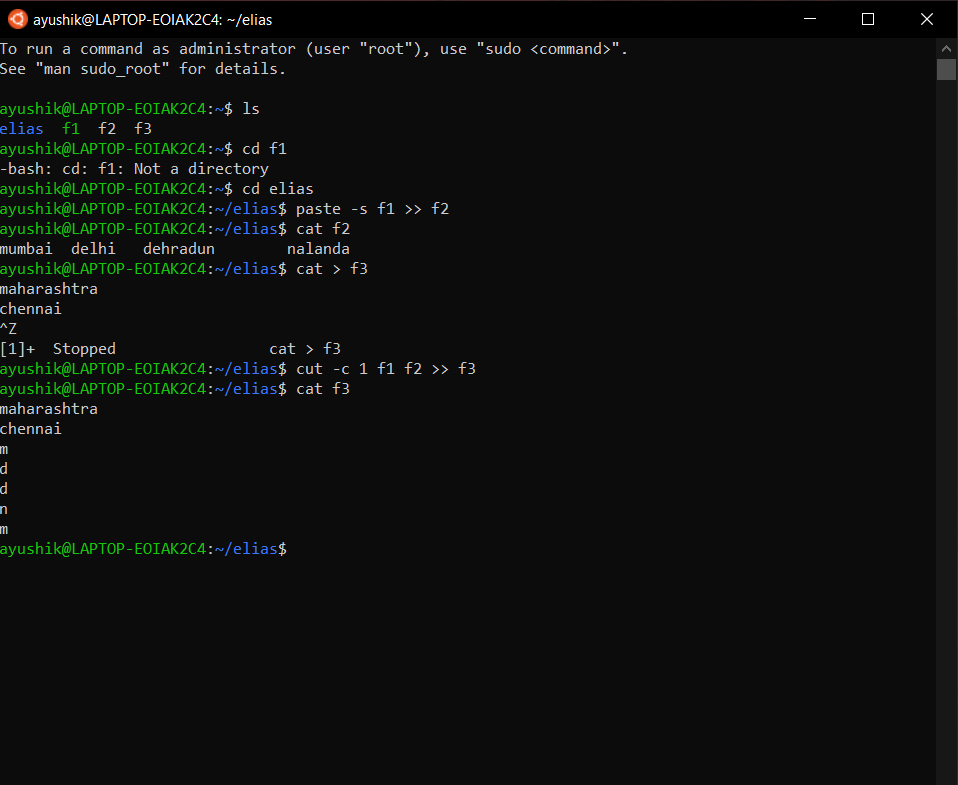 ayushik@LAPTOP-EOIAK2C4: ~/elias
To run a command as administrator (user "root"), use "sudo <command>".
See "man sudo_root" for details.

ayushik@LAPTOP-EOIAK2C4:~$ ls
elias  f1  f2  f3
ayushik@LAPTOP-EOIAK2C4:~$ cd f1
-bash: cd: f1: Not a directory
ayushik@LAPTOP-EOIAK2C4:~$ cd elias
ayushik@LAPTOP-EOIAK2C4:~/elias$ paste -s f1 >> f2
ayushik@LAPTOP-EOIAK2C4:~/elias$ cat f2
mumbai  delhi   dehradun        nalanda
ayushik@LAPTOP-EOIAK2C4:~/elias$ cat > f3
maharashtra
chennai
^Z
[1]+  Stopped                 cat > f3
ayushik@LAPTOP-EOIAK2C4:~/elias$ cut -c 1 f1 f2 >> f3
ayushik@LAPTOP-EOIAK2C4:~/elias$ cat f3
maharashtra
chennai
m
d
d
n
m
ayushik@LAPTOP-EOIAK2C4:~/elias$